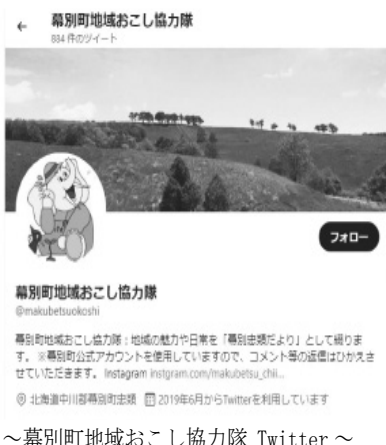 ← 幕別町地域おこし協力隊
834 件のツイート
フォロー
幕別町地域おこし協力隊
@makubetsuokoshi
幕別町地域おこし協力隊：地域の魅力や日常を「幕別忠類だより」として綴りま
す。 ※幕別町公式アカウントを使用していますので、コメント等の返信はひかえさ
せていただきます。 Instagram instgram.com/makubetsu_chii...
北海道中川郡幕別町忠類 2019年6月からTwitterを利用しています
～幕別町地域おこし協力隊 Twitter～